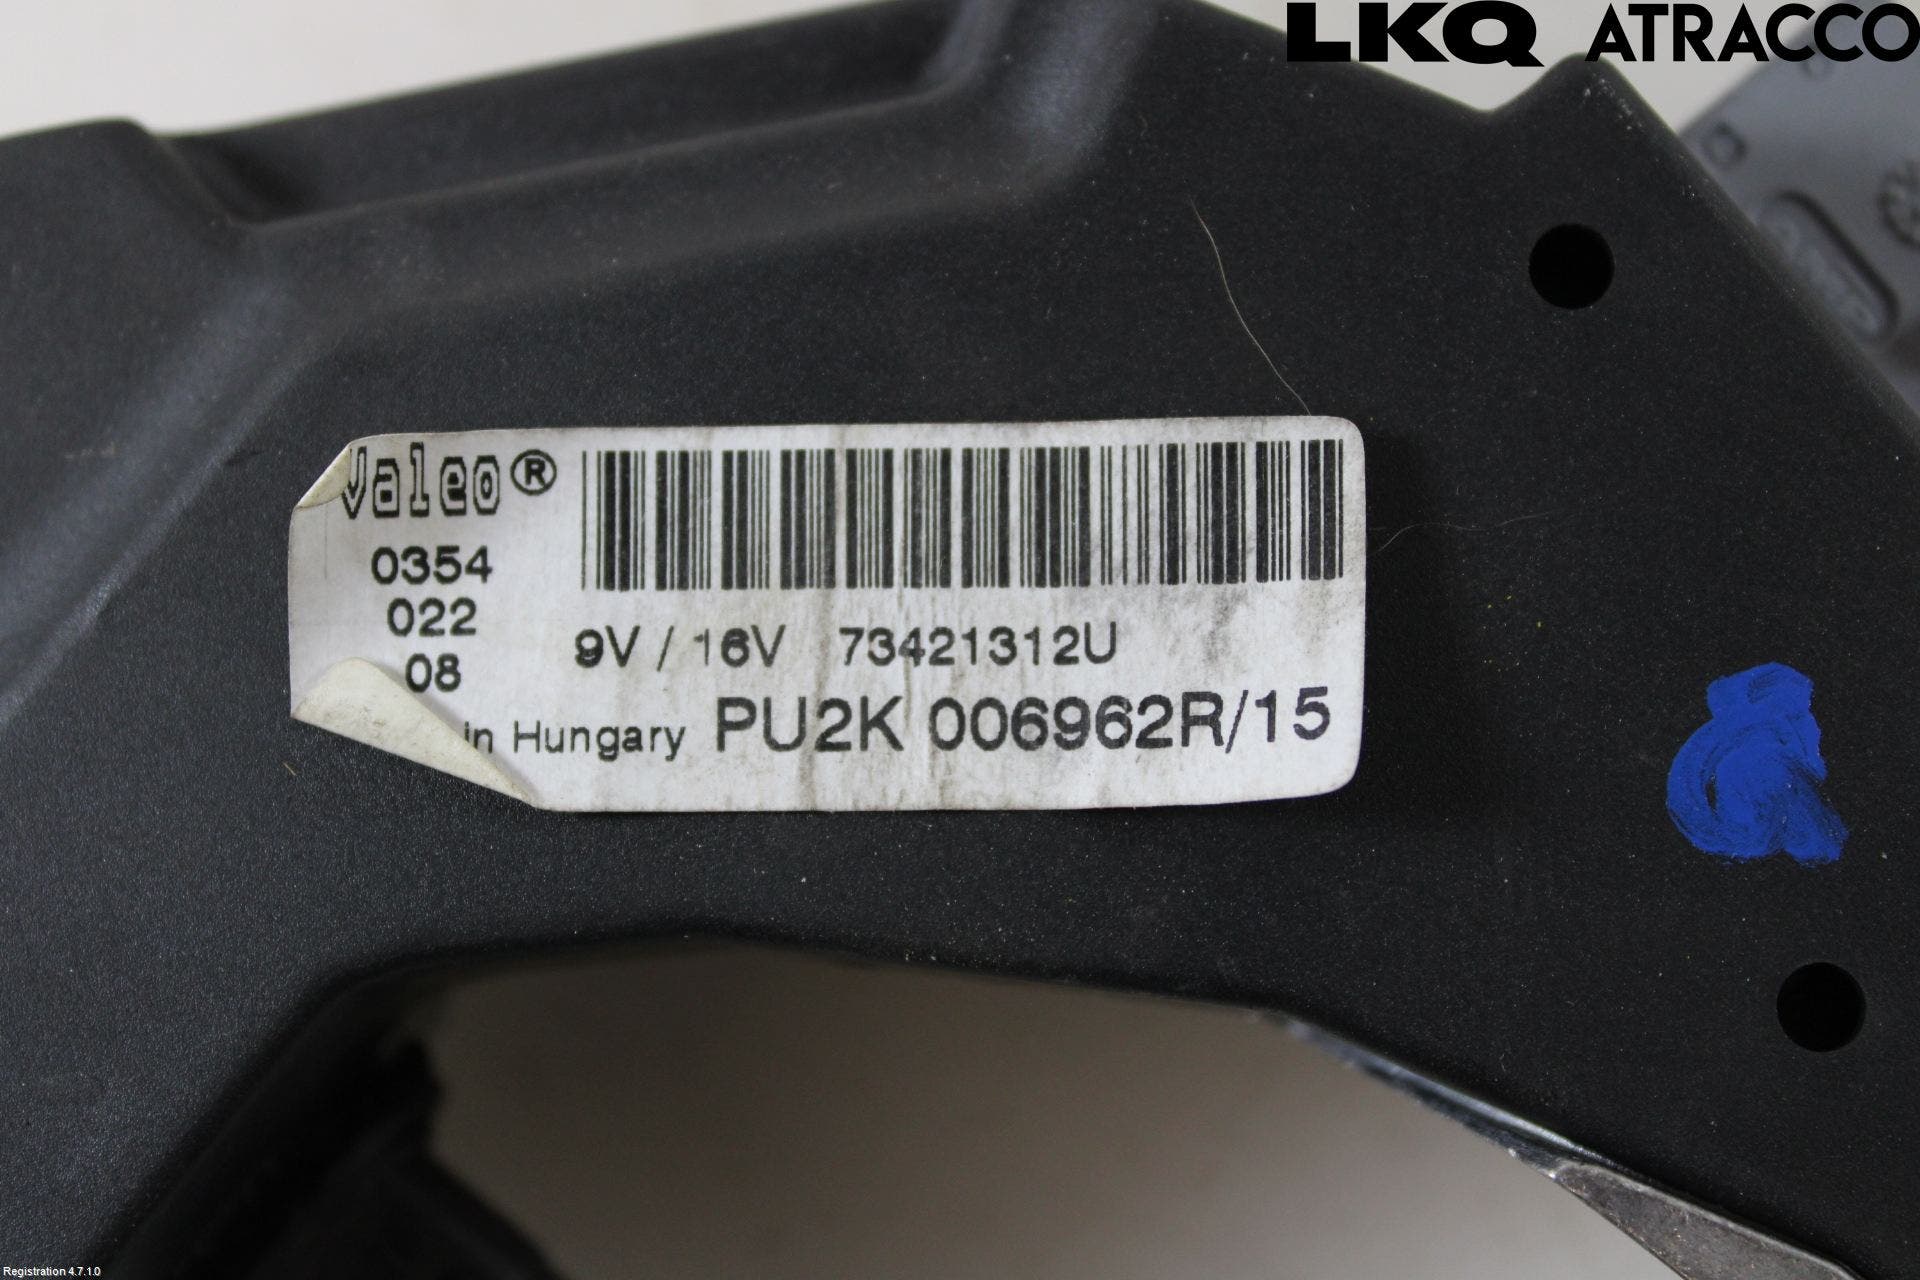 LKQ ATRACCO
Valeo®
0354
022
08
9V / 16V 73421312U
in Hungary PU2K 006962R/15
Registration 4.7.1.0